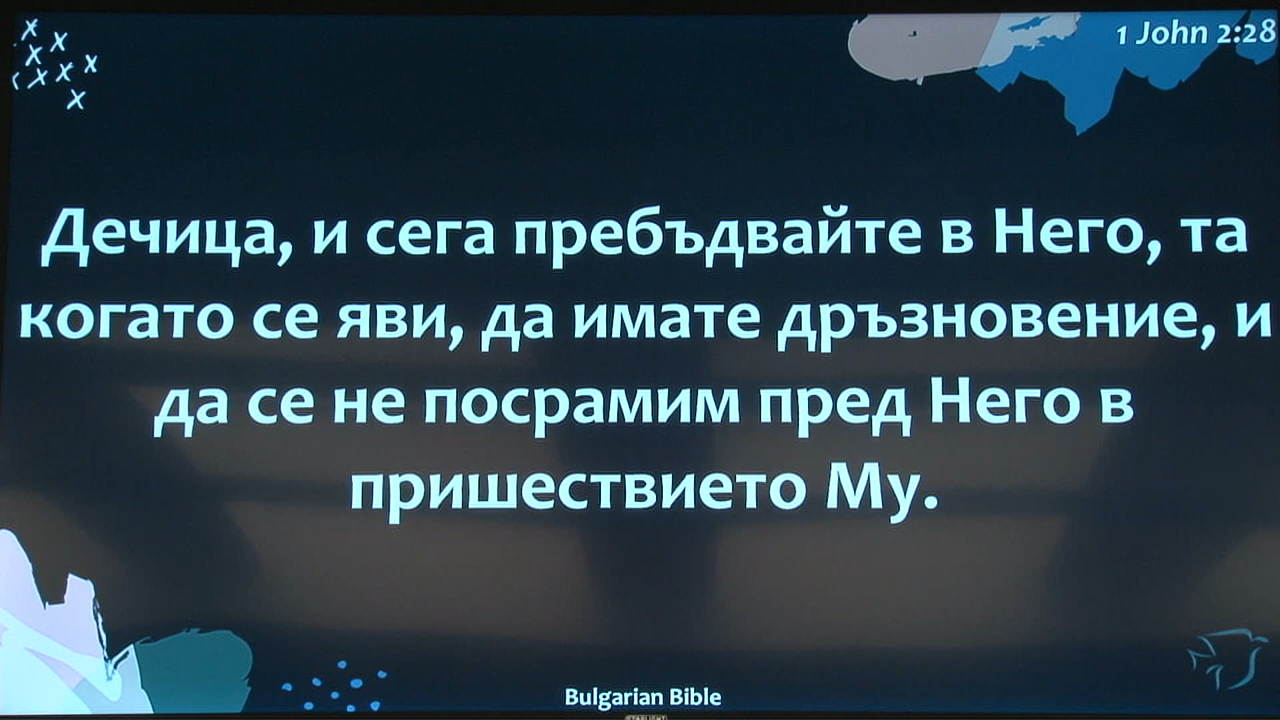 1 John 2:28
Дечица, и сега пребъдвайте в Него, та
когато се яви, да имате дръзновение, и
да се не посрамим пред Него в
пришествието Му.
Bulgarian Bible